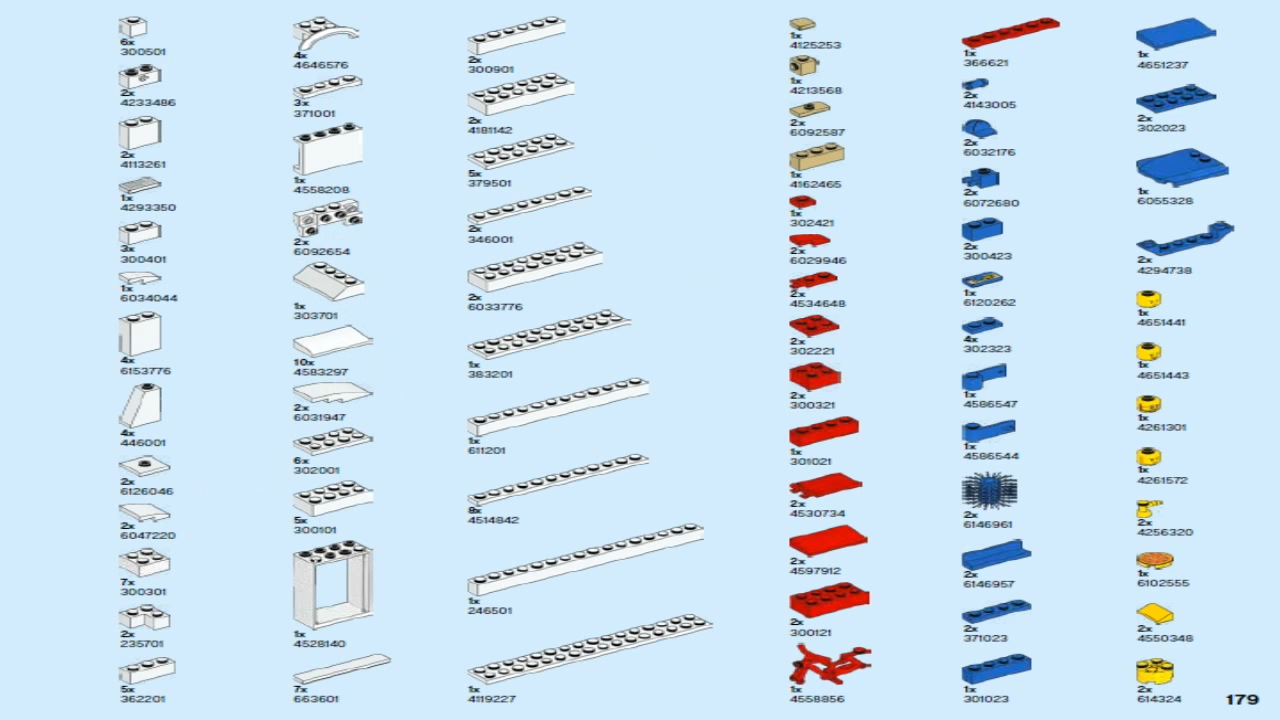 6x
300501
2x
4233486
2x
4113261
1x
4293350
3x
300401
1x
6034044
4x
6153776
4x
446001
2x
6126046
2x
6047220
7x
300301
2x
235701
5x
362201
4x
4646576
3x
371001
1x
4558208
2x
6092654
1x
303701
10x
4583297
2x
6031947
6x
302001
5x
300101
1x
4528140
7x
663601
2x
300901
2x
4181142
5x
379501
2x
346001
2x
6033776
1x
383201
1x
611201
8x
4514842
1x
246501
1x
4119227
1x
4125253
1x
4213568
2x
6092587
1x
4162465
1x
302421
2x
6029946
2x
4534648
2x
302221
2x
300321
1x
301021
2x
4530734
2x
4597912
2x
300121
1x
4558856
1x
366621
2x
4143005
2x
6032176
2x
6072680
2x
300423
1x
6120262
4x
302323
1x
4586547
1x
4586544
2x
6146961
2x
6146957
2x
371023
1x
301023
1x
4651237
2x
302023
1x
6055328
2x
4294738
1x
4651441
1x
4651443
1x
4261301
1x
4261572
2x
4256320
1x
6102555
2x
4550348
2x
614324
179